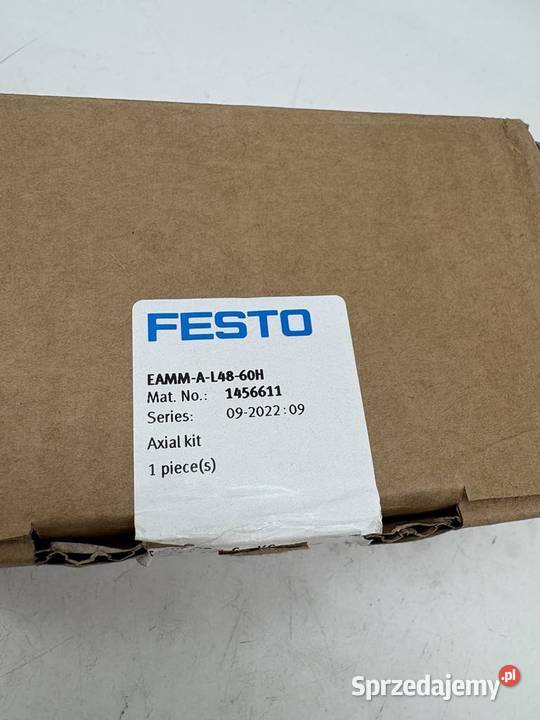 FESTO
EAMM-A-L48-60H
Mat. No.: 1456611
Series: 09-2022:09
Axial kit
1 piece(s)
Sprzedajemy.pl